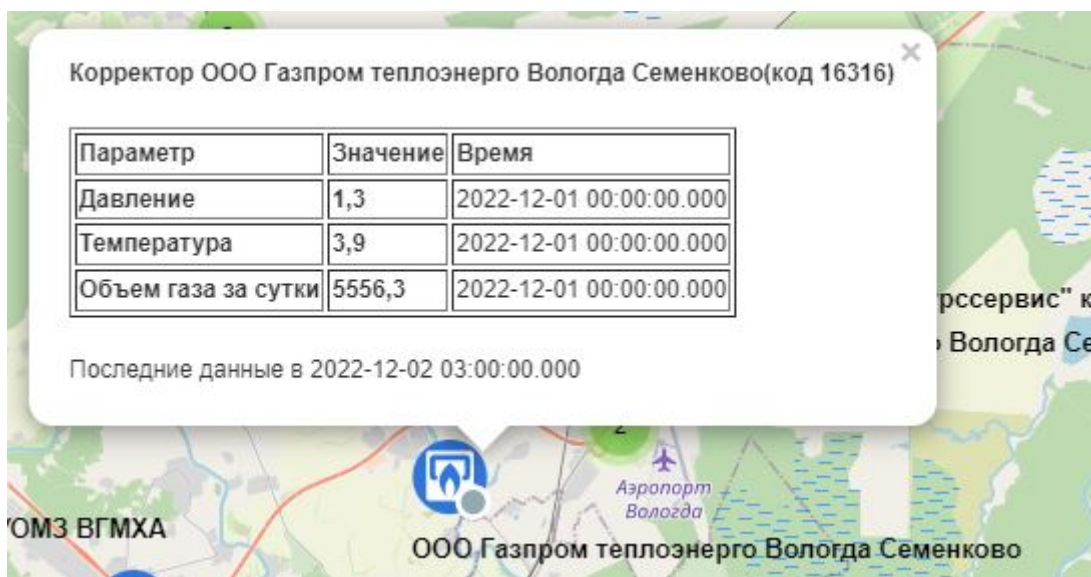 Корректор ООО Газпром теплоэнерго Вологда Семенково(код 16316)
×
Параметр Значение Время
Давление 1,3 2022-12-01 00:00:00.000
Температура 3,9 2022-12-01 00:00:00.000
Объем газа за сутки 5556,3 2022-12-01 00:00:00.000
рссервис" к
Вологда Се
Последние данные в 2022-12-02 03:00:00.000
2
Аэропорт
Вологда
ОМЗ ВГМХА
ООО Газпром теплоэнерго Вологда Семенково